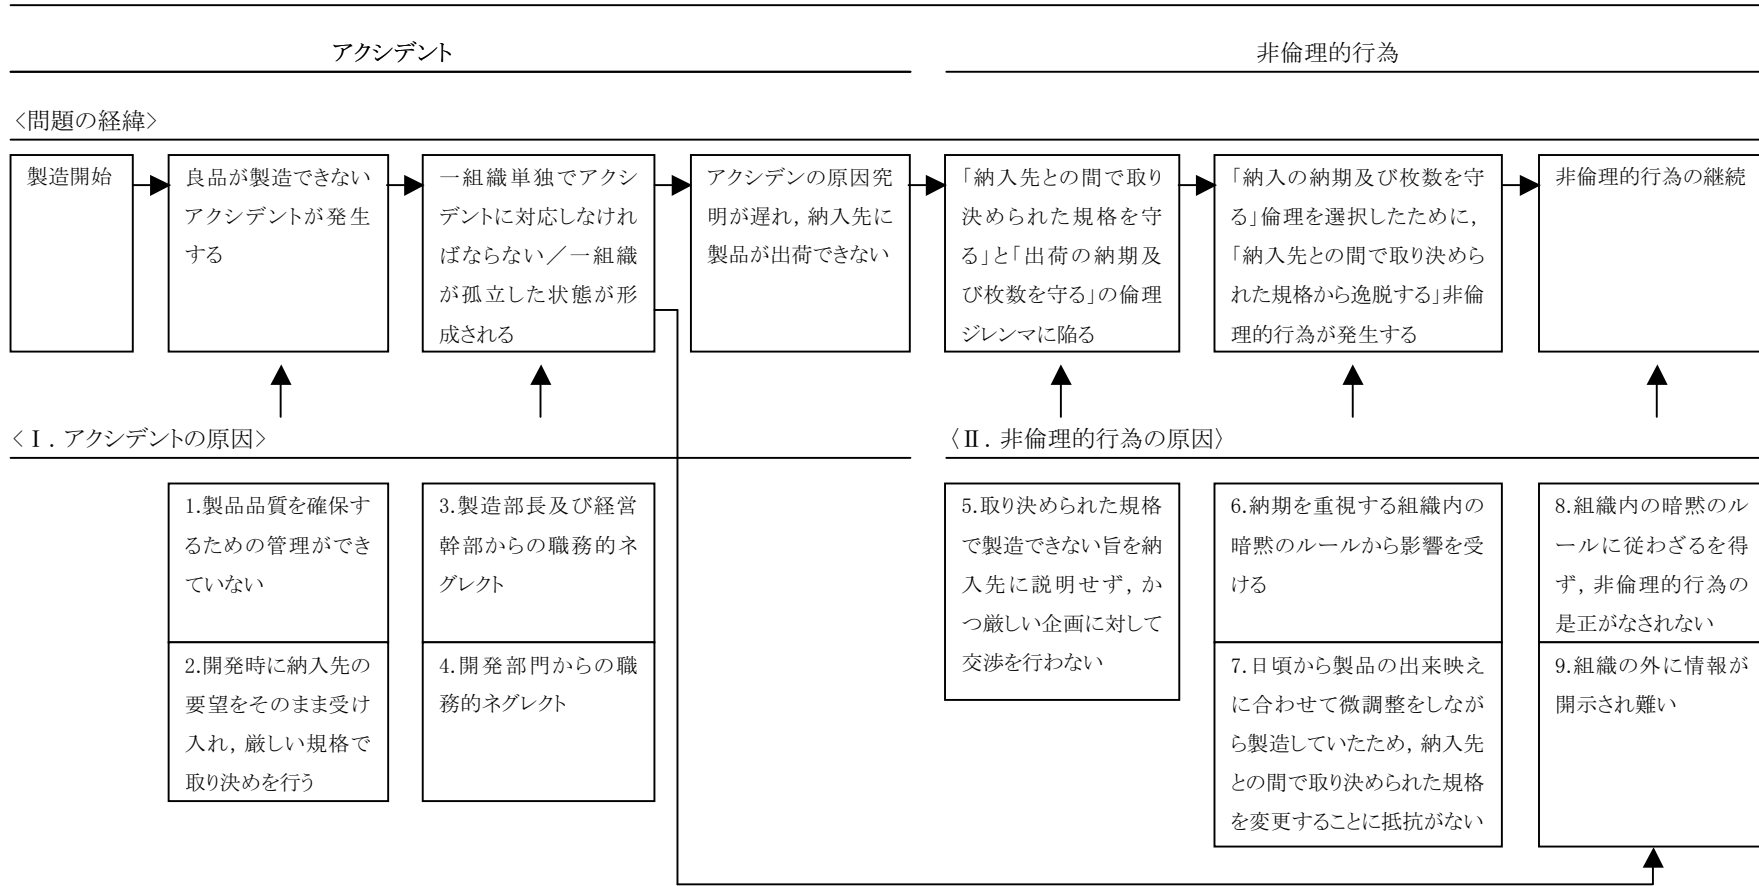 アクシデント
非倫理的行為
〈問題の経緯〉
製造開始
良品が製造できない
アクシデントが発生
する
一組織単独でアクシ
デントに対応しなけれ
ばならない／一組織
が孤立した状態が形
成される
アクシデンの原因究
明が遅れ，納入先に
製品が出荷できない
「納入先との間で取り
決められた規格を守
る」と「出荷の納期及
び枚数を守る」の倫理
ジレンマに陥る
「納入の納期及び枚数を守
る」倫理を選択したために，
「納入先との間で取り決めら
れた規格から逸脱する」非倫
理的行為が発生する
非倫理的行為の継続
〈Ⅰ．アクシデントの原因〉
〈Ⅱ．非倫理的行為の原因〉
1.製品品質を確保す
るための管理ができ
ていない
2.開発時に納入先の
要望をそのまま受け
入れ，厳しい規格で
取り決めを行う
3.製造部長及び経営
幹部からの職務的ネ
グレクト
4.開発部門からの職
務的ネグレクト
5.取り決められた規格
で製造できない旨を納
入先に説明せず，か
つ厳しい企画に対して
交渉を行わない
6.納期を重視する組織内の
暗黙のルールから影響を受
ける
7.日頃から製品の出来映え
に合わせて微調整をしなが
ら製造していたため，納入先
との間で取り決められた規格
を変更することに抵抗がない
8.組織内の暗黙のル
ールに従わざるを得
ず，非倫理的行為の
是正がなされない
9.組織の外に情報が
開示され難い